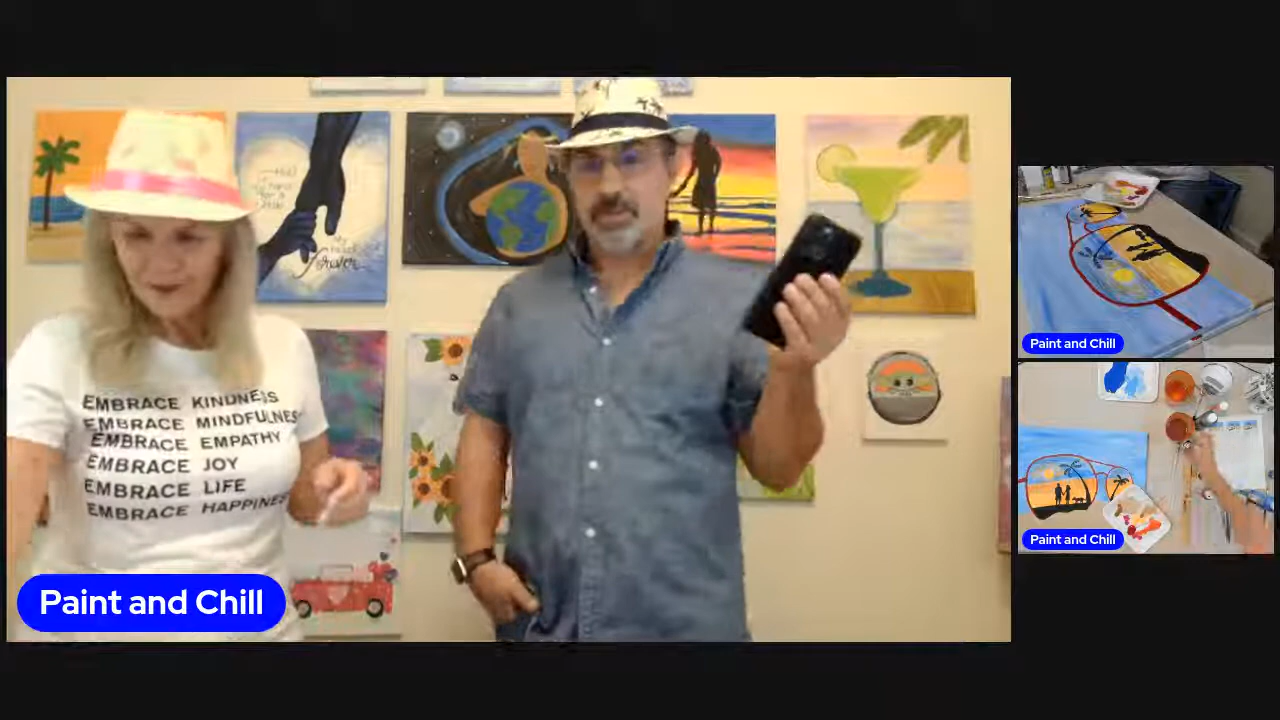 forever
EMBRACE KINDNESS
EMBRACE MINDFULNESS
EMBRACE EMPATHY
EMBRACE JOY
EMBRACE LIFE
EMBRACE HAPPINESS
Paint and Chill
Paint and Chill
Paint and Chill